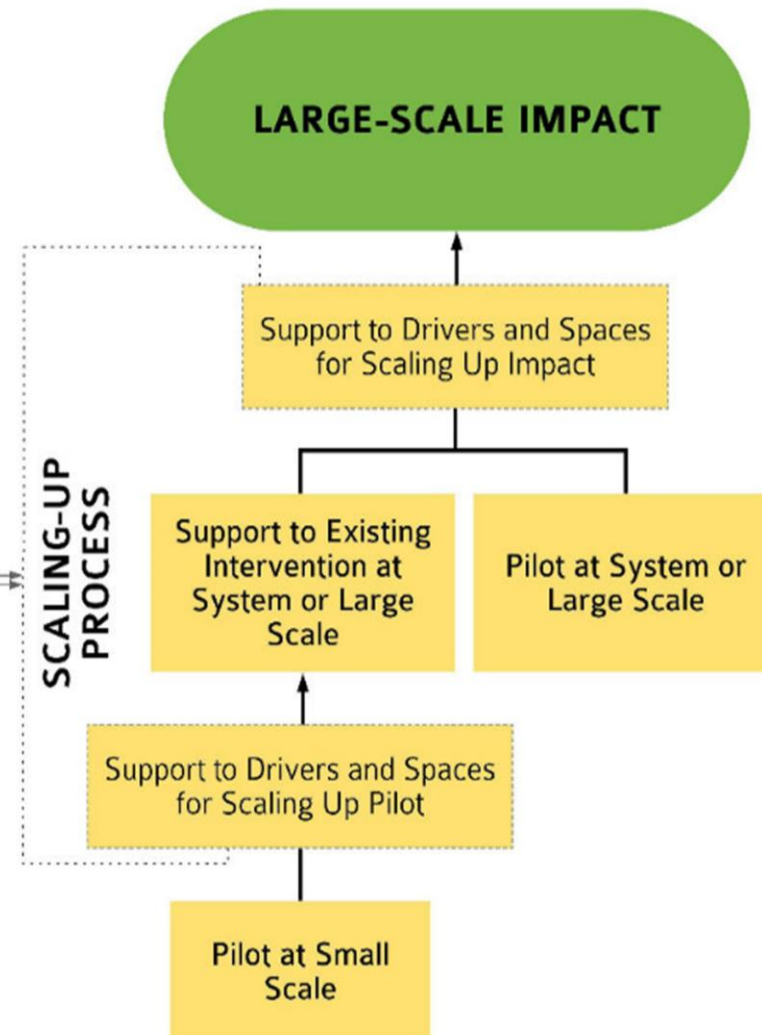 LARGE-SCALE IMPACT
Support to Drivers and Spaces
for Scaling Up Impact
SCALING-UP
PROCESS
Support to Existing
Intervention at
System or Large
Scale
Pilot at System or
Large Scale
Support to Drivers and Spaces
for Scaling Up Pilot
Pilot at Small
Scale